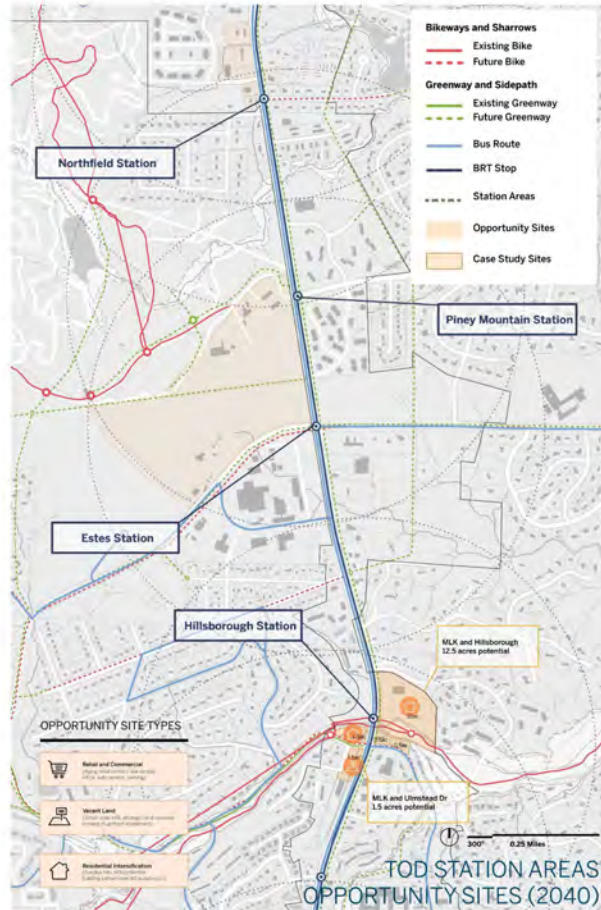 Bikeways and Sharrows
Existing Bike
Future Bike
Greenway and Sidepath
Existing Greenway
Future Greenway
Bus Route
BRT Stop
Station Areas
Opportunity Sites
Case Study Sites
Northfield Station
Piney Mountain Station
Estes Station
Hillsborough Station
MLK and Hillsborough
12.5 acres potential
MLK and Ulmstead Dr
1.5 acres potential
OPPORTUNITY SITE TYPES
Retail and Commercial
Vacant Land
Residential Intensification
300" 0.25 Miles
TOD STATION AREAS
OPPORTUNITY SITES (2040)